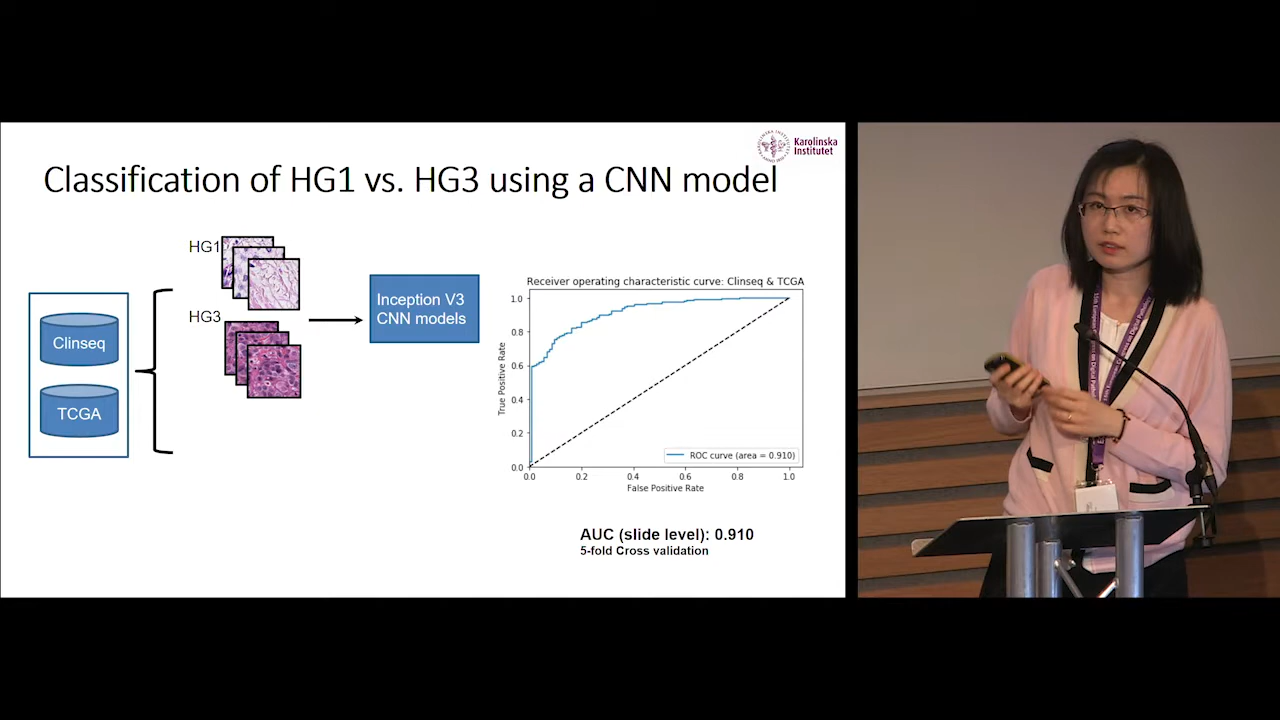 Karolinska
Institutet
Classification of HG1 vs. HG3 using a CNN model
HG1
HG3
Clinseq
TCGA
Inception V3
CNN models
Receiver operating characteristic curve: Clinseq & TCGA
True Positive Rate
1.0
0.8
0.6
0.4
0.2
0.0
0.0 0.2 0.4 0.6 0.8 1.0
False Positive Rate
ROC curve (area = 0.910)
AUC (slide level): 0.910
5-fold Cross validation